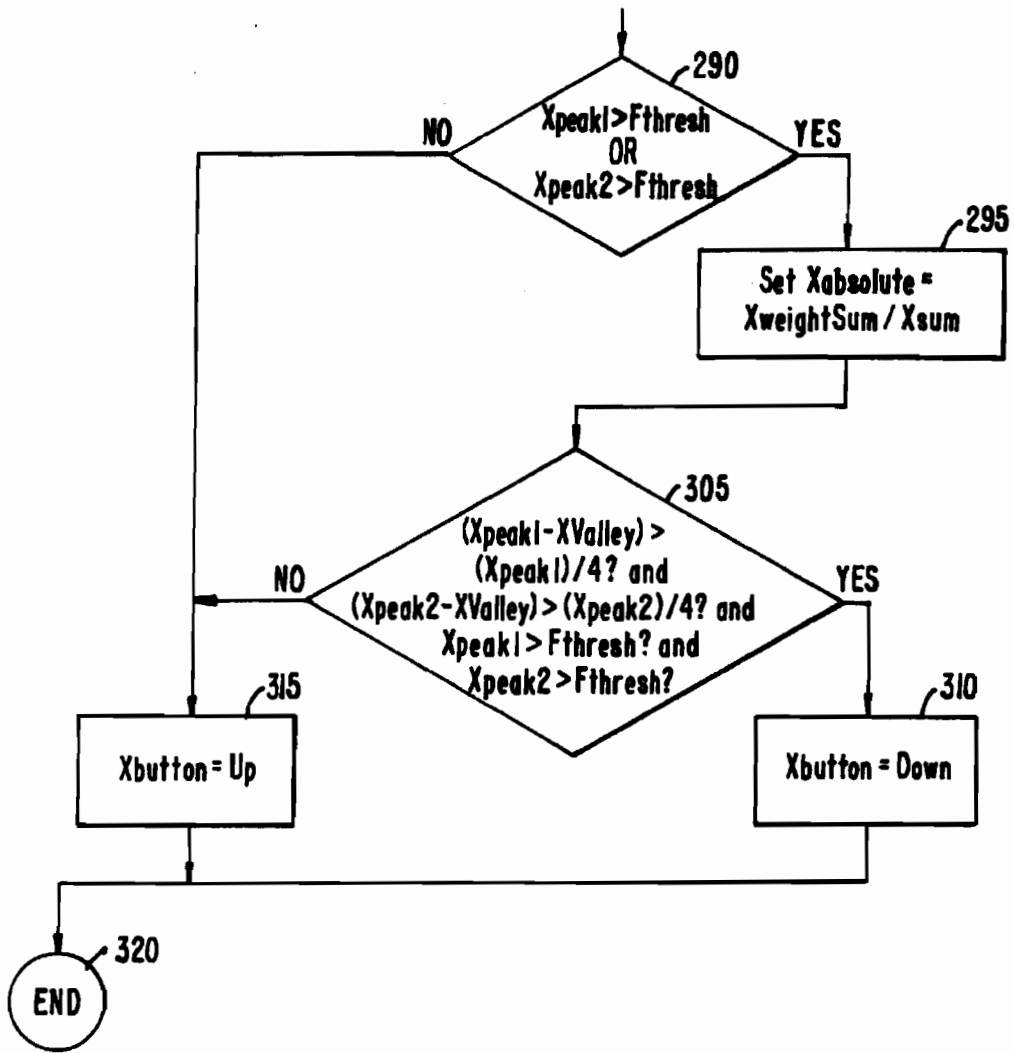 290
Xpeak1>Fthresh
OR
Xpeak2>Fthresh
NO
YES
295
Set Xabsolute =
XweightSum / Xsum
305
(Xpeak1-XValley) >
(Xpeak1)/4? and
(Xpeak2-XValley) > (Xpeak2)/4? and
Xpeak1 > Fthresh? and
Xpeak2 > Fthresh?
NO
YES
315
Xbutton = Up
310
Xbutton = Down
320
END